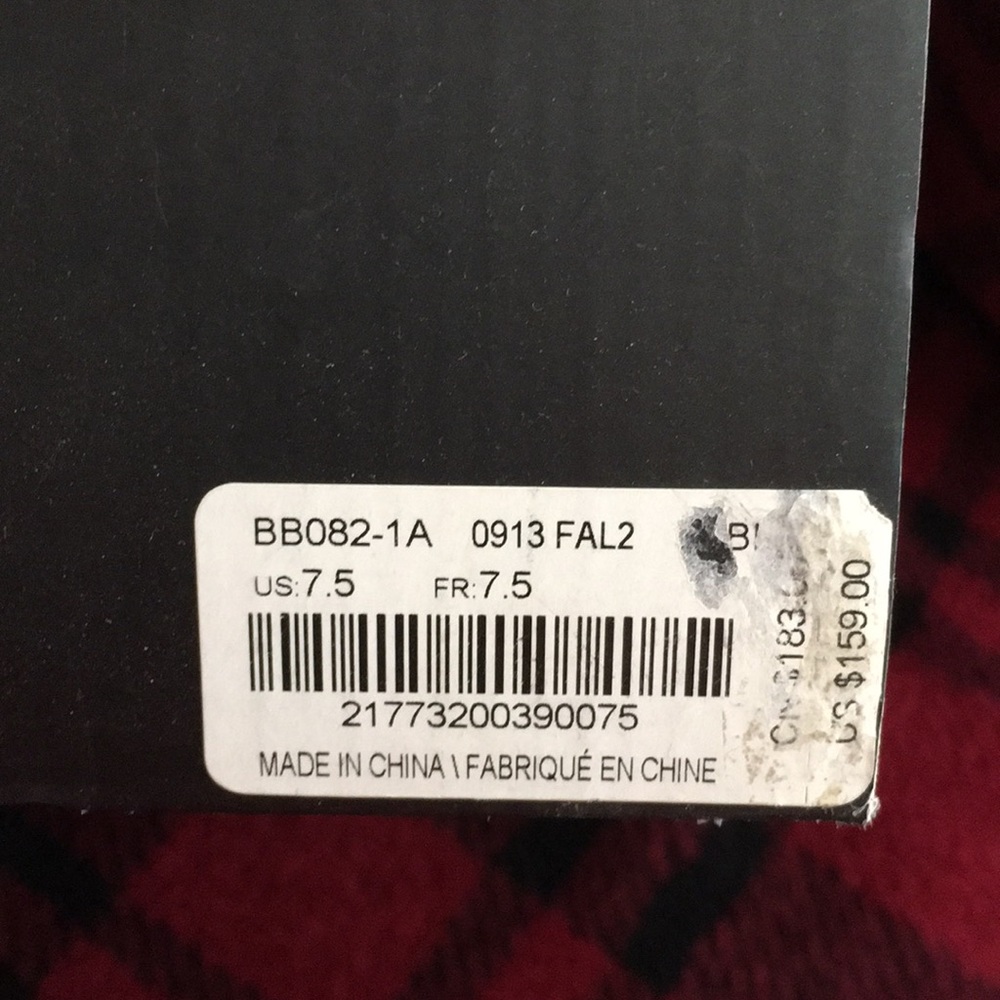 BB082-1A 0913 FAL2
US:7.5 FR:7.5
21773200390075
MADE IN CHINA \ FABRIQUÉ EN CHINE
US $159.00